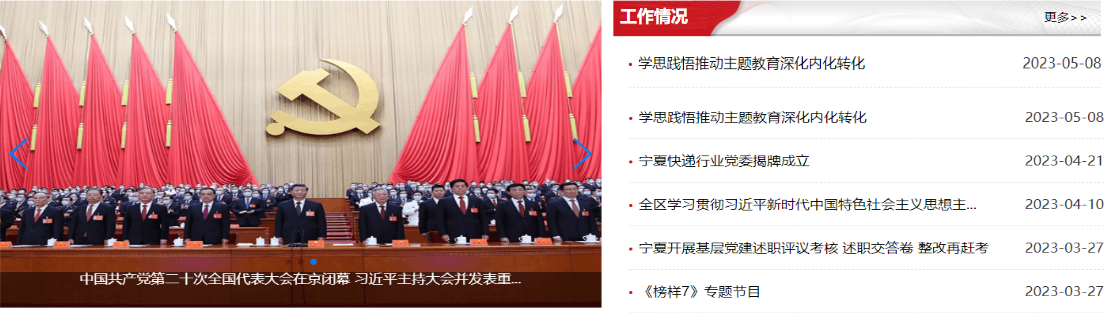 中国共产党第二十次全国代表大会在京闭幕 习近平主持大会并发表重...
工作情况
更多>>
学思践悟推动主题教育深化内化转化 2023-05-08
学思践悟推动主题教育深化内化转化 2023-05-08
宁夏快递行业党委揭牌成立 2023-04-21
全区学习贯彻习近平新时代中国特色社会主义思想主... 2023-04-10
宁夏开展基层党建述职评议考核 述职交答卷 整改再赶考 2023-03-27
《榜样7》专题节目 2023-03-27